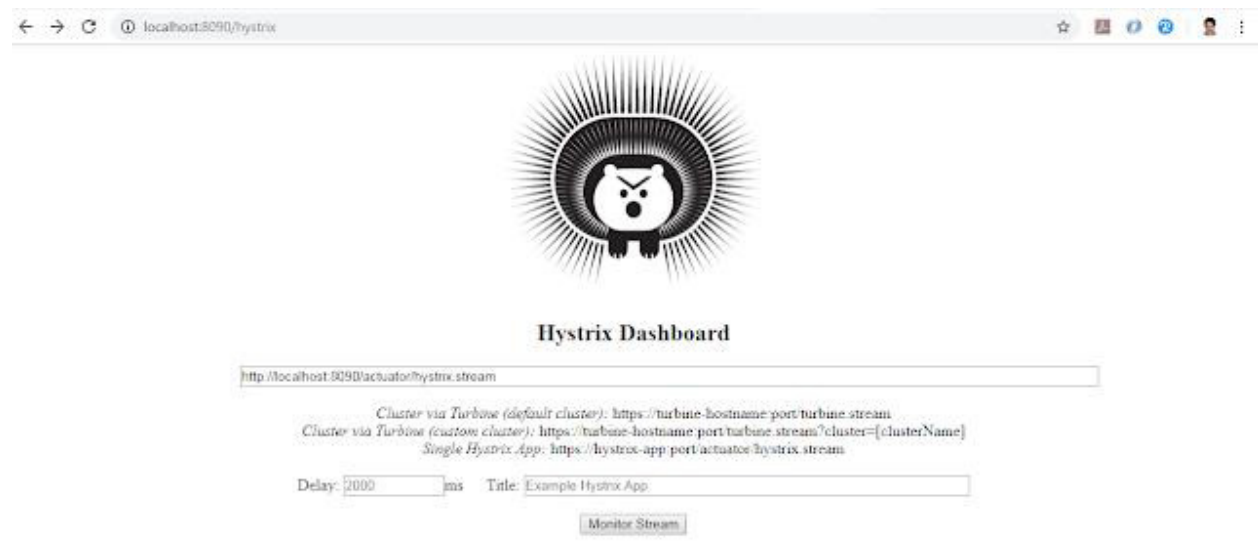 localhost:8090/hystrix
Hystrix Dashboard
http://localhost:8090/actuator/hystrix.stream
Cluster via Turbine (default cluster): https://turbine-hostname:port/turbine.stream
Cluster via Turbine (custom cluster): https://turbine-hostname:port/turbine.stream?cluster=[clusterName]
Single Hystrix App: https://hystrix-app:port/actuator/hystrix.stream
Delay: 2000 ms Title: Example Hystrix App
Monitor Stream